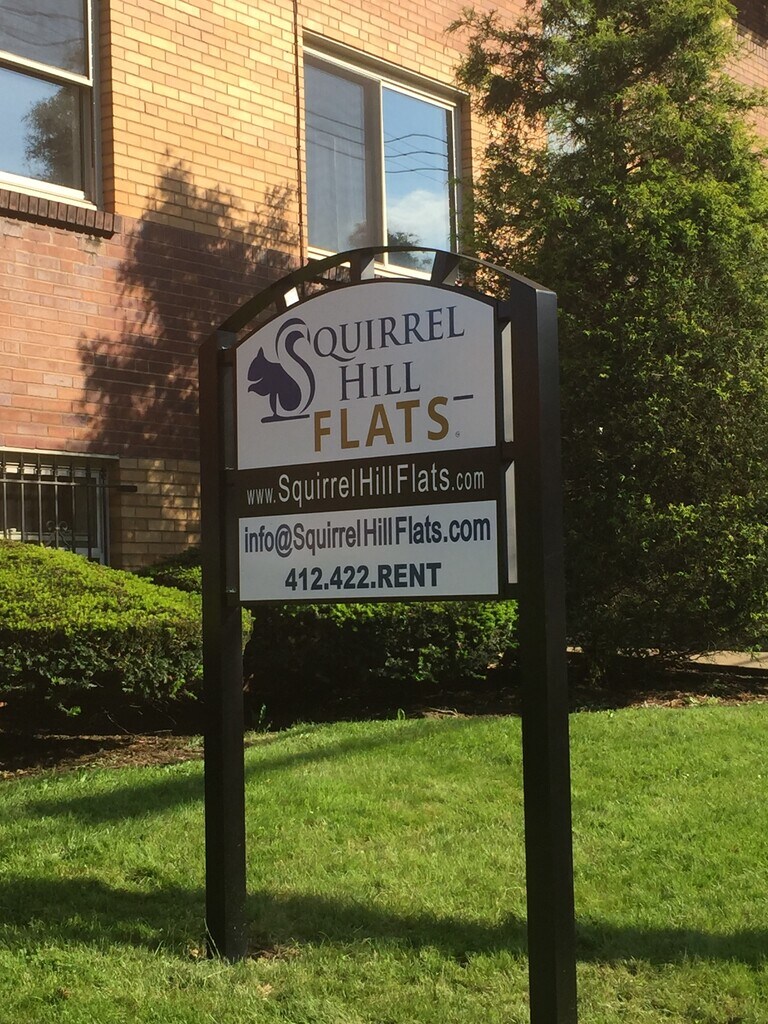 SQUIRREL
HILL
FLATS
www.SquirrelHillFlats.com
info@SquirrelHillFlats.com
412.422.RENT